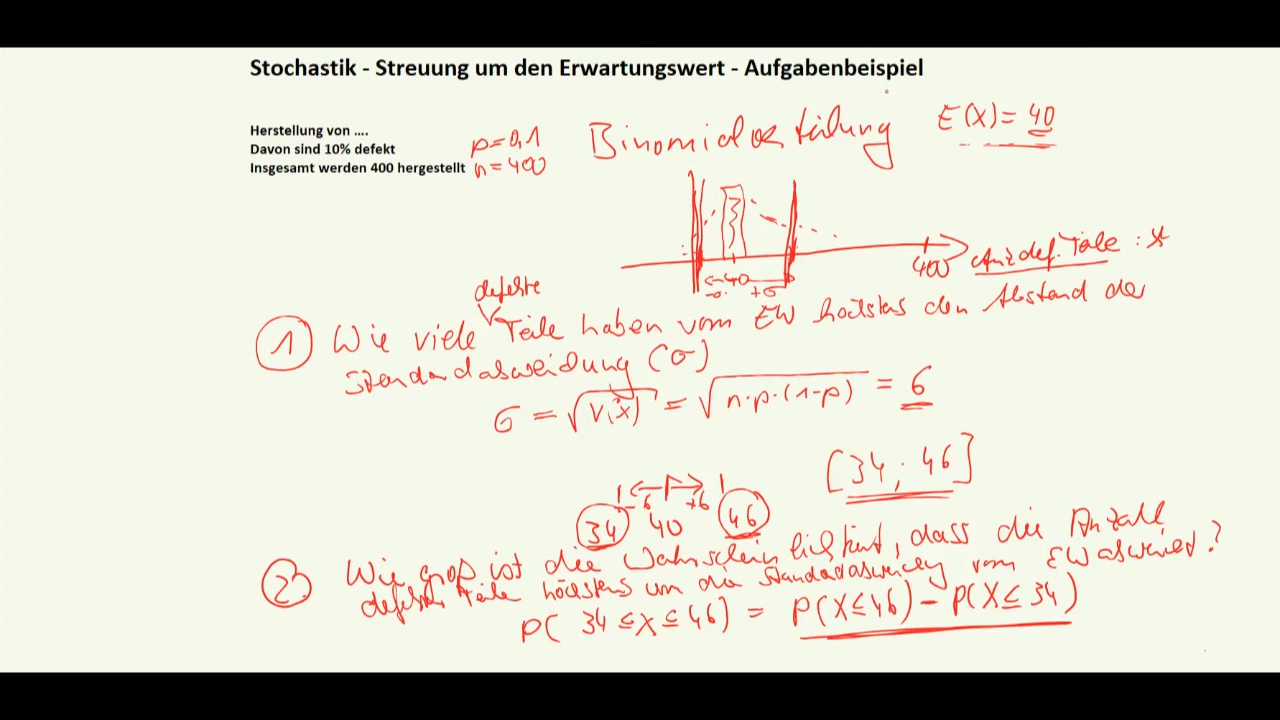 Stochastik - Streuung um den Erwartungswert - Aufgabenbeispiel
Herstellung von ....
Davon sind 10% defekt
Insgesamt werden 400 hergestellt
p=0,1
n=400
Binomialverteilung
E(X)=40
40
-σ
+σ
400
Anz def. Teile : X
defekte
1 Wie viele Teile haben vom EW höchstens den Abstand der
Standardabweichung (σ)
σ = √V(X) = √n·p·(1-p) = 6
[34; 46]
-6 +6
34 40 46
2. Wie groß ist die Wahrscheinlichkeit, dass die Anzahl
defekter Teile höchstens um die Standardabweichung vom EW abweicht?
P( 34 ≤ X ≤ 46) = P(X ≤ 46) - P(X ≤ 34)